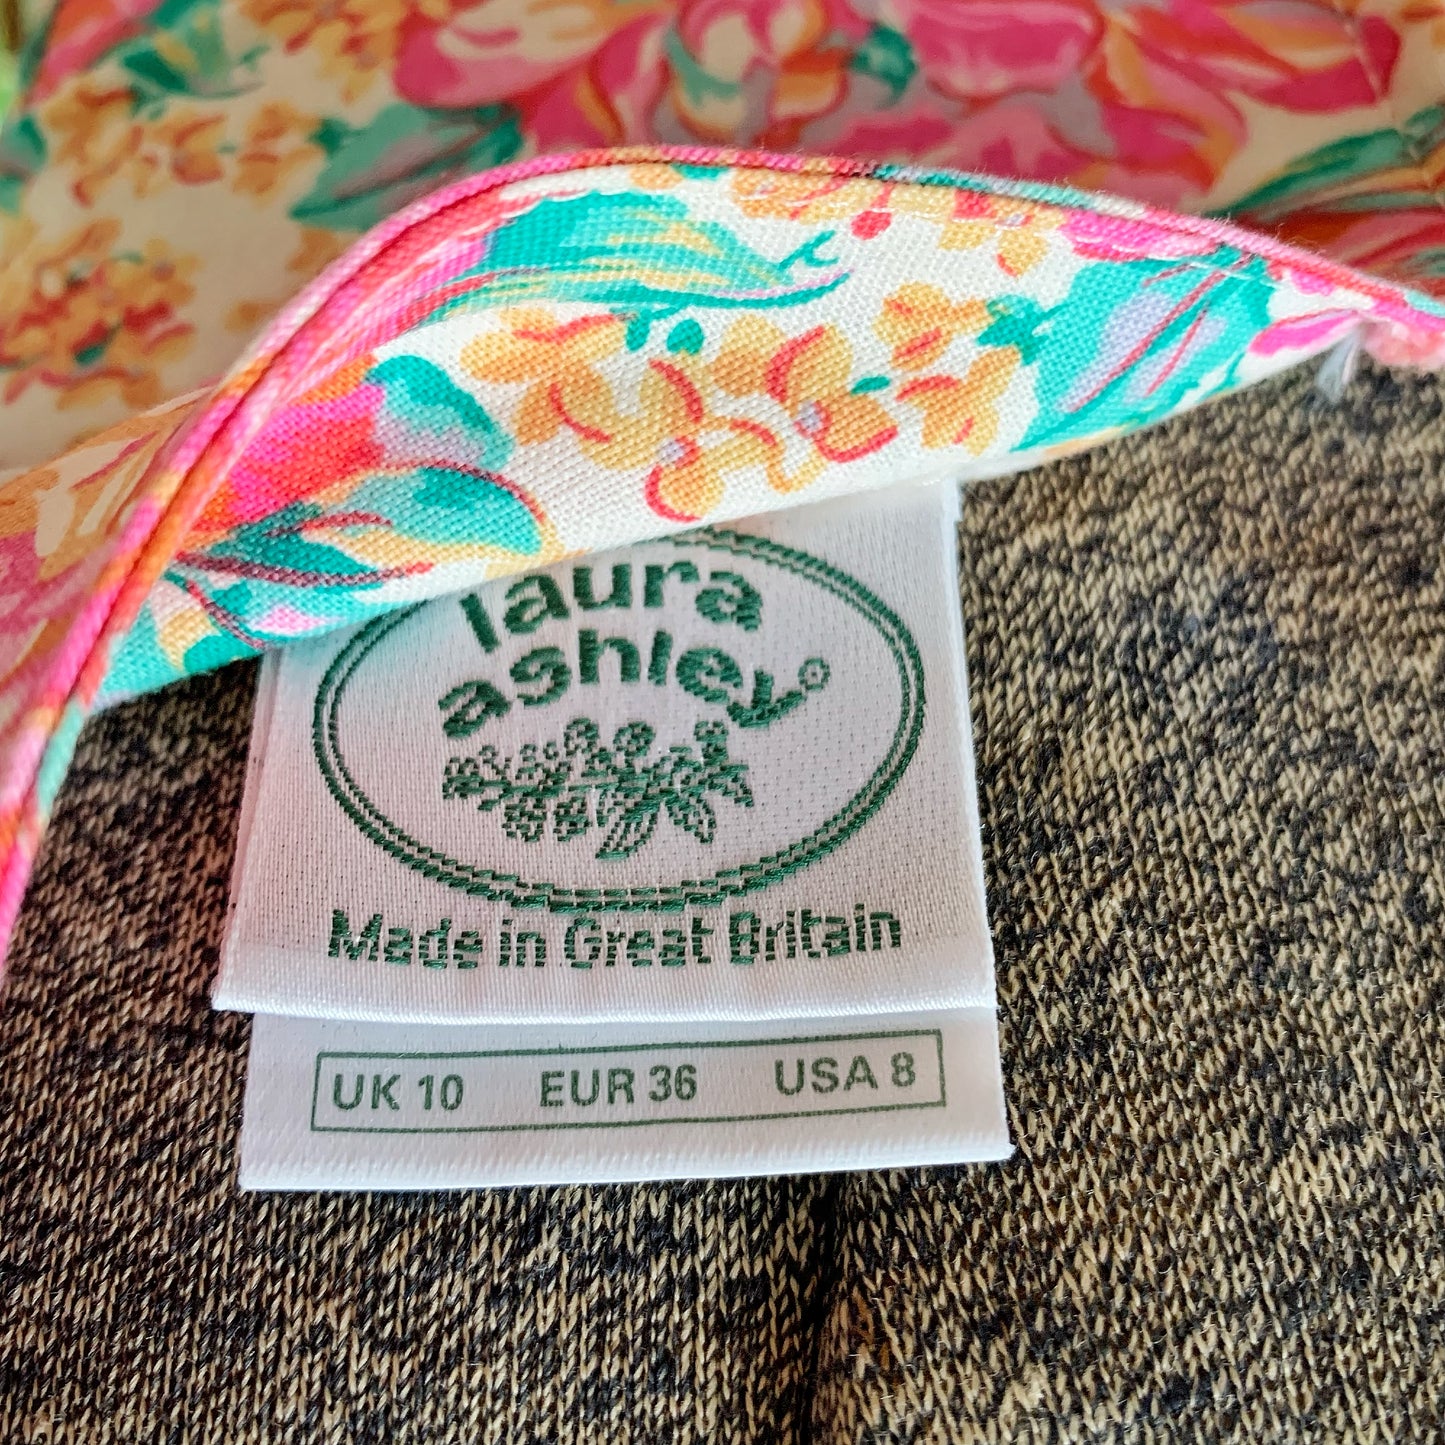 laura
ashley®
Made in Great Britain
UK 10 EUR 36 USA 8